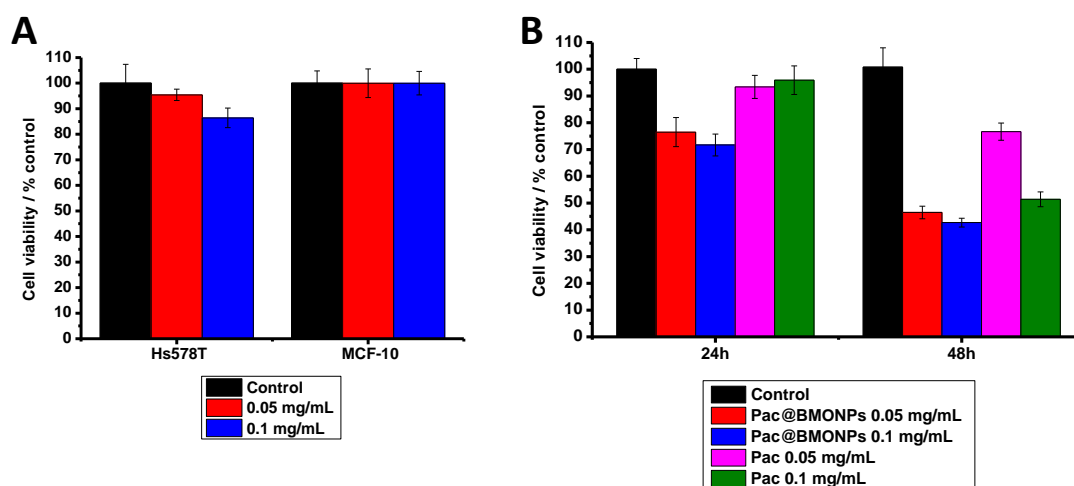 A
Cell viability / % control
110
100
90
80
70
60
50
40
30
20
10
0
Hs578T
MCF-10
Control
0.05 mg/mL
0.1 mg/mL
B
Cell viability / % control
110
100
90
80
70
60
50
40
30
20
10
0
24h
48h
Control
Pac@BMONPs 0.05 mg/mL
Pac@BMONPs 0.1 mg/mL
Pac 0.05 mg/mL
Pac 0.1 mg/mL